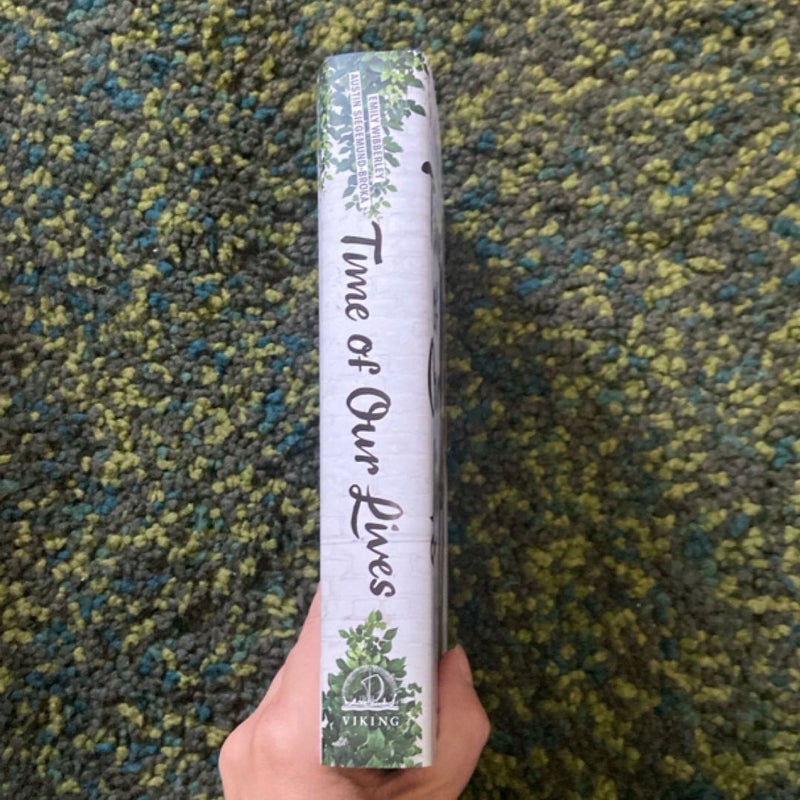 EMILY WIBBERLEY
AUSTIN SIEGEMUND-BROKA
Time of Our Lives
VIKING